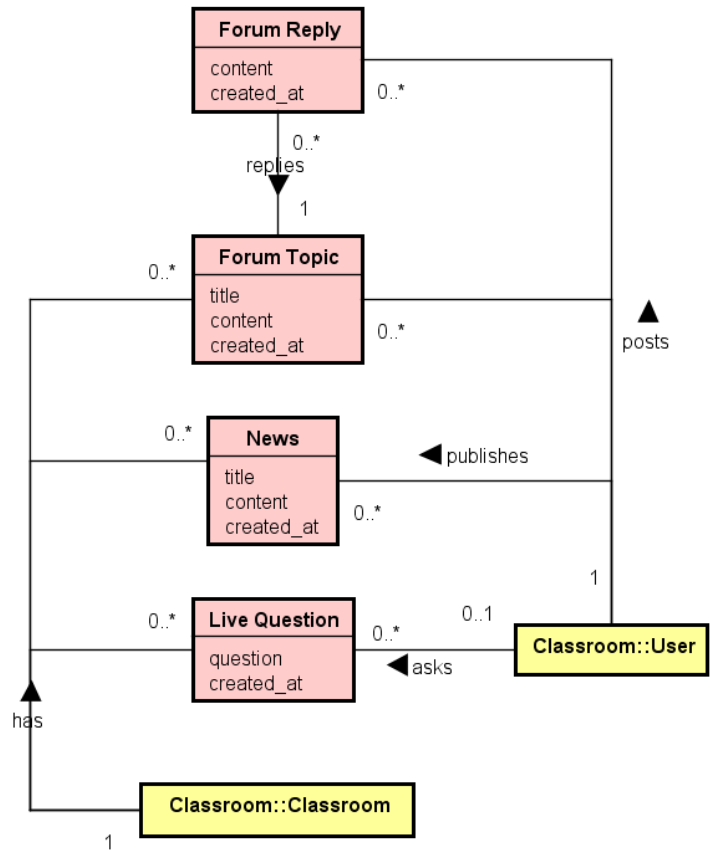 Forum Reply
content
created_at
0..*
0..*
replies
1
Forum Topic
0..*
title
content
created_at
0..*
posts
News
0..*
title
content
created_at
publishes
0..*
1
Live Question
0..*
question
created_at
0..*
0..1
asks
Classroom::User
has
Classroom::Classroom
1